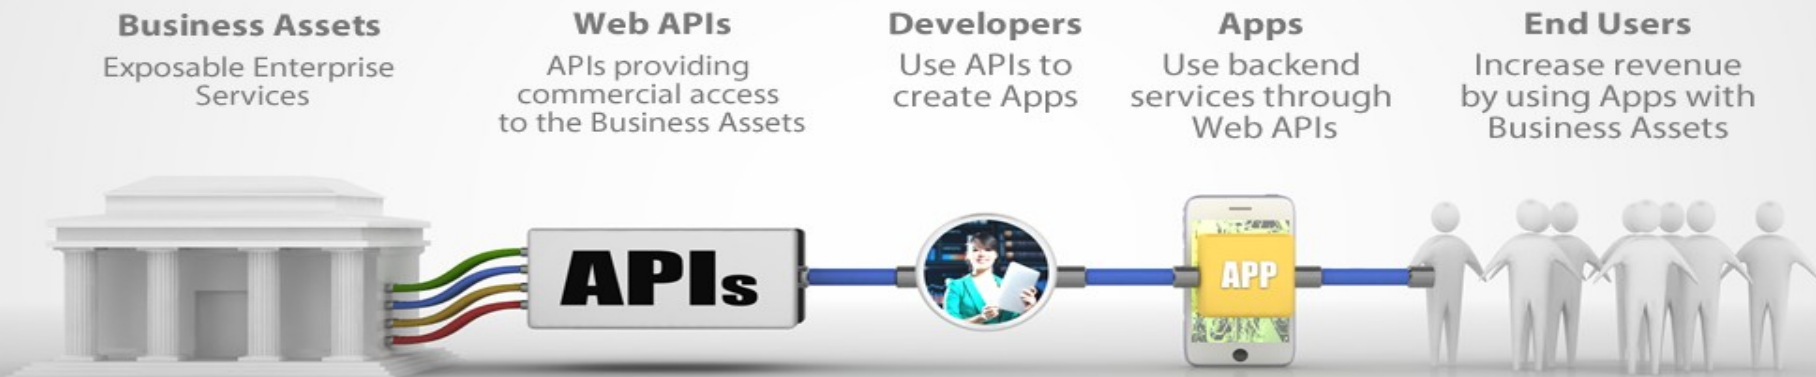 Business Assets
Exposable Enterprise
Services
Web APIs
APIs providing
commercial access
to the Business Assets
Developers
Use APIs to
create Apps
Apps
Use backend
services through
Web APIs
End Users
Increase revenue
by using Apps with
Business Assets
APIs
APP